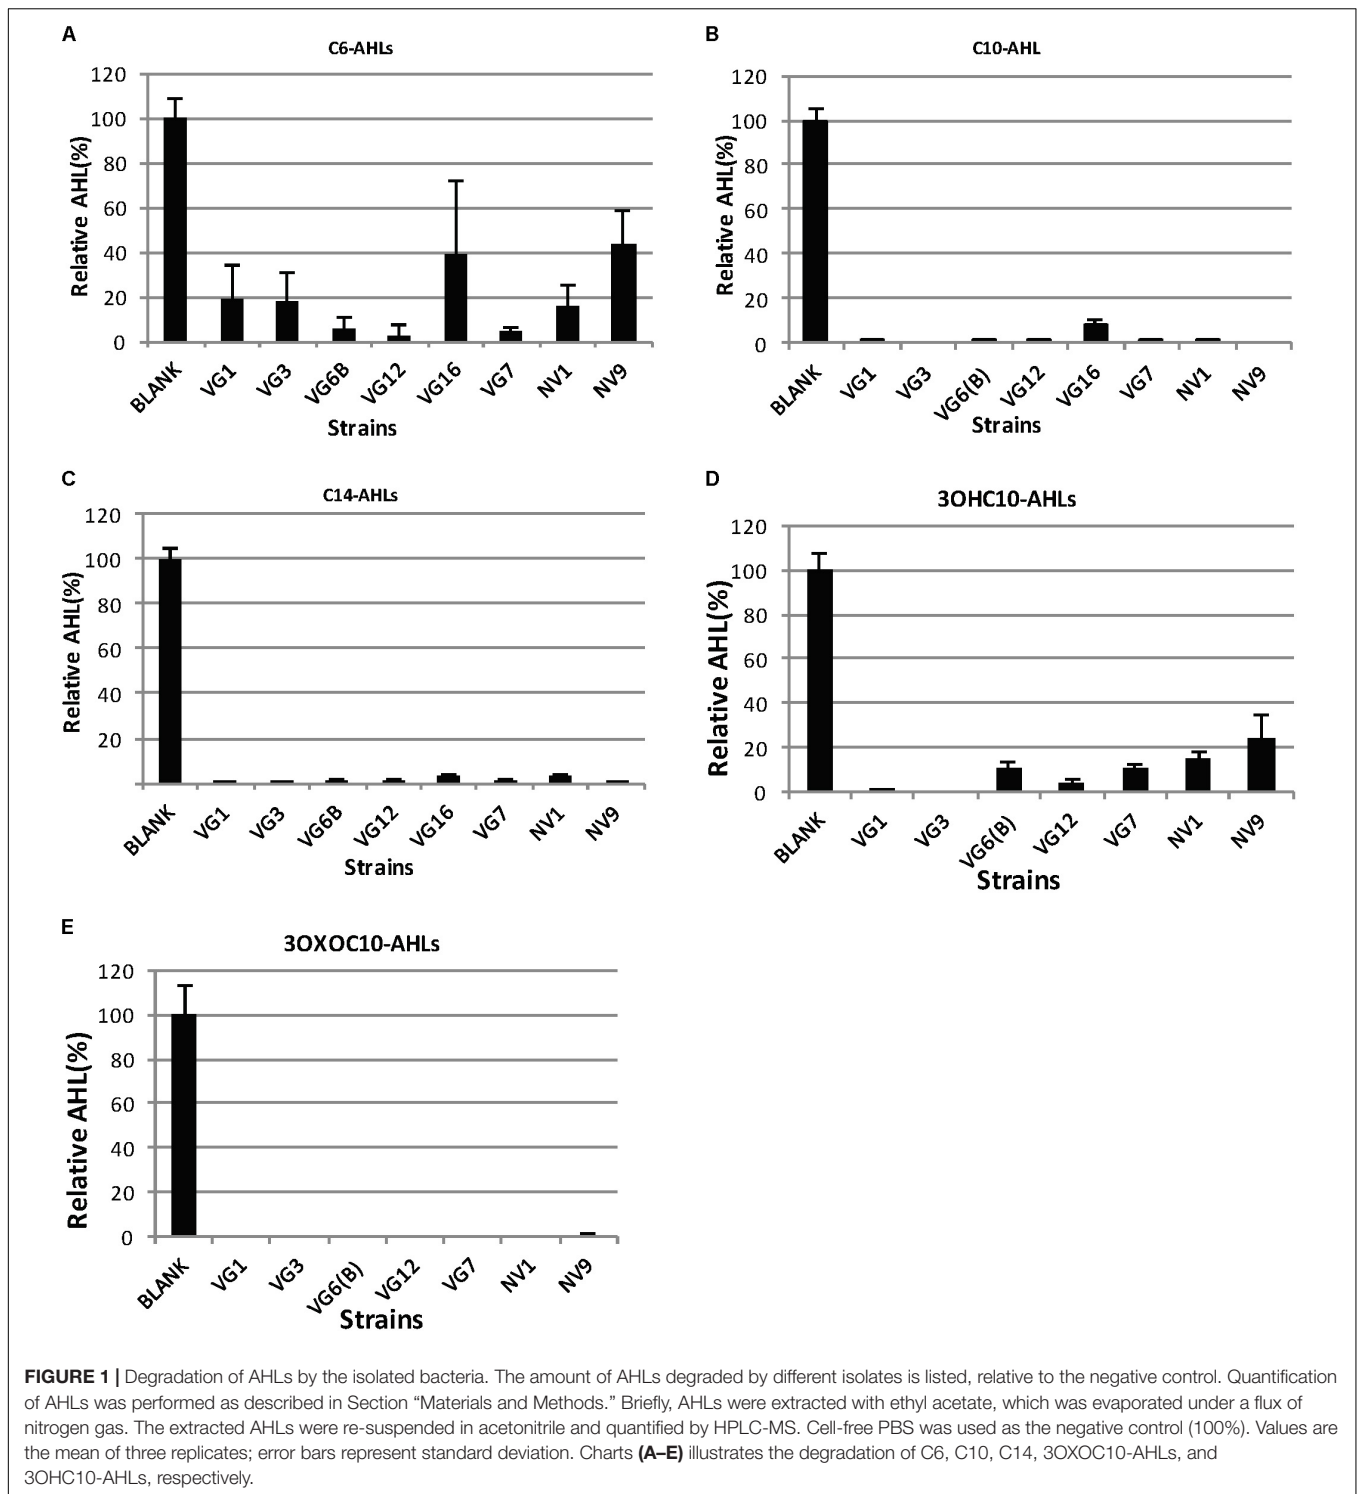 A
C6-AHLs
120
100
80
60
40
20
0
Relative AHL(%)
BLANK VG1 VG3 VG6B VG12 VG16 VG7 NV1 NV9
Strains
B
C10-AHL
120
100
80
60
40
20
0
Relative AHL(%)
BLANK VG1 VG3 VG6(B) VG12 VG16 VG7 NV1 NV9
Strains
C
C14-AHLs
120
100
80
60
40
20
Relative AHL(%)
BLANK VG1 VG3 VG6B VG12 VG16 VG7 NV1 NV9
Strains
D
3OHC10-AHLs
120
100
80
60
40
20
0
Relative AHL(%)
BLANK VG1 VG3 VG6(B) VG12 VG7 NV1 NV9
Strains
E
3OXOC10-AHLs
120
100
80
60
40
20
0
Relative AHL(%)
BLANK VG1 VG3 VG6(B) VG12 VG7 NV1 NV9
Strains
FIGURE 1 | Degradation of AHLs by the isolated bacteria. The amount of AHLs degraded by different isolates is listed, relative to the negative control. Quantification
of AHLs was performed as described in Section “Materials and Methods.” Briefly, AHLs were extracted with ethyl acetate, which was evaporated under a flux of
nitrogen gas. The extracted AHLs were re-suspended in acetonitrile and quantified by HPLC-MS. Cell-free PBS was used as the negative control (100%). Values are
the mean of three replicates; error bars represent standard deviation. Charts (A–E) illustrates the degradation of C6, C10, C14, 3OXOC10-AHLs, and
3OHC10-AHLs, respectively.